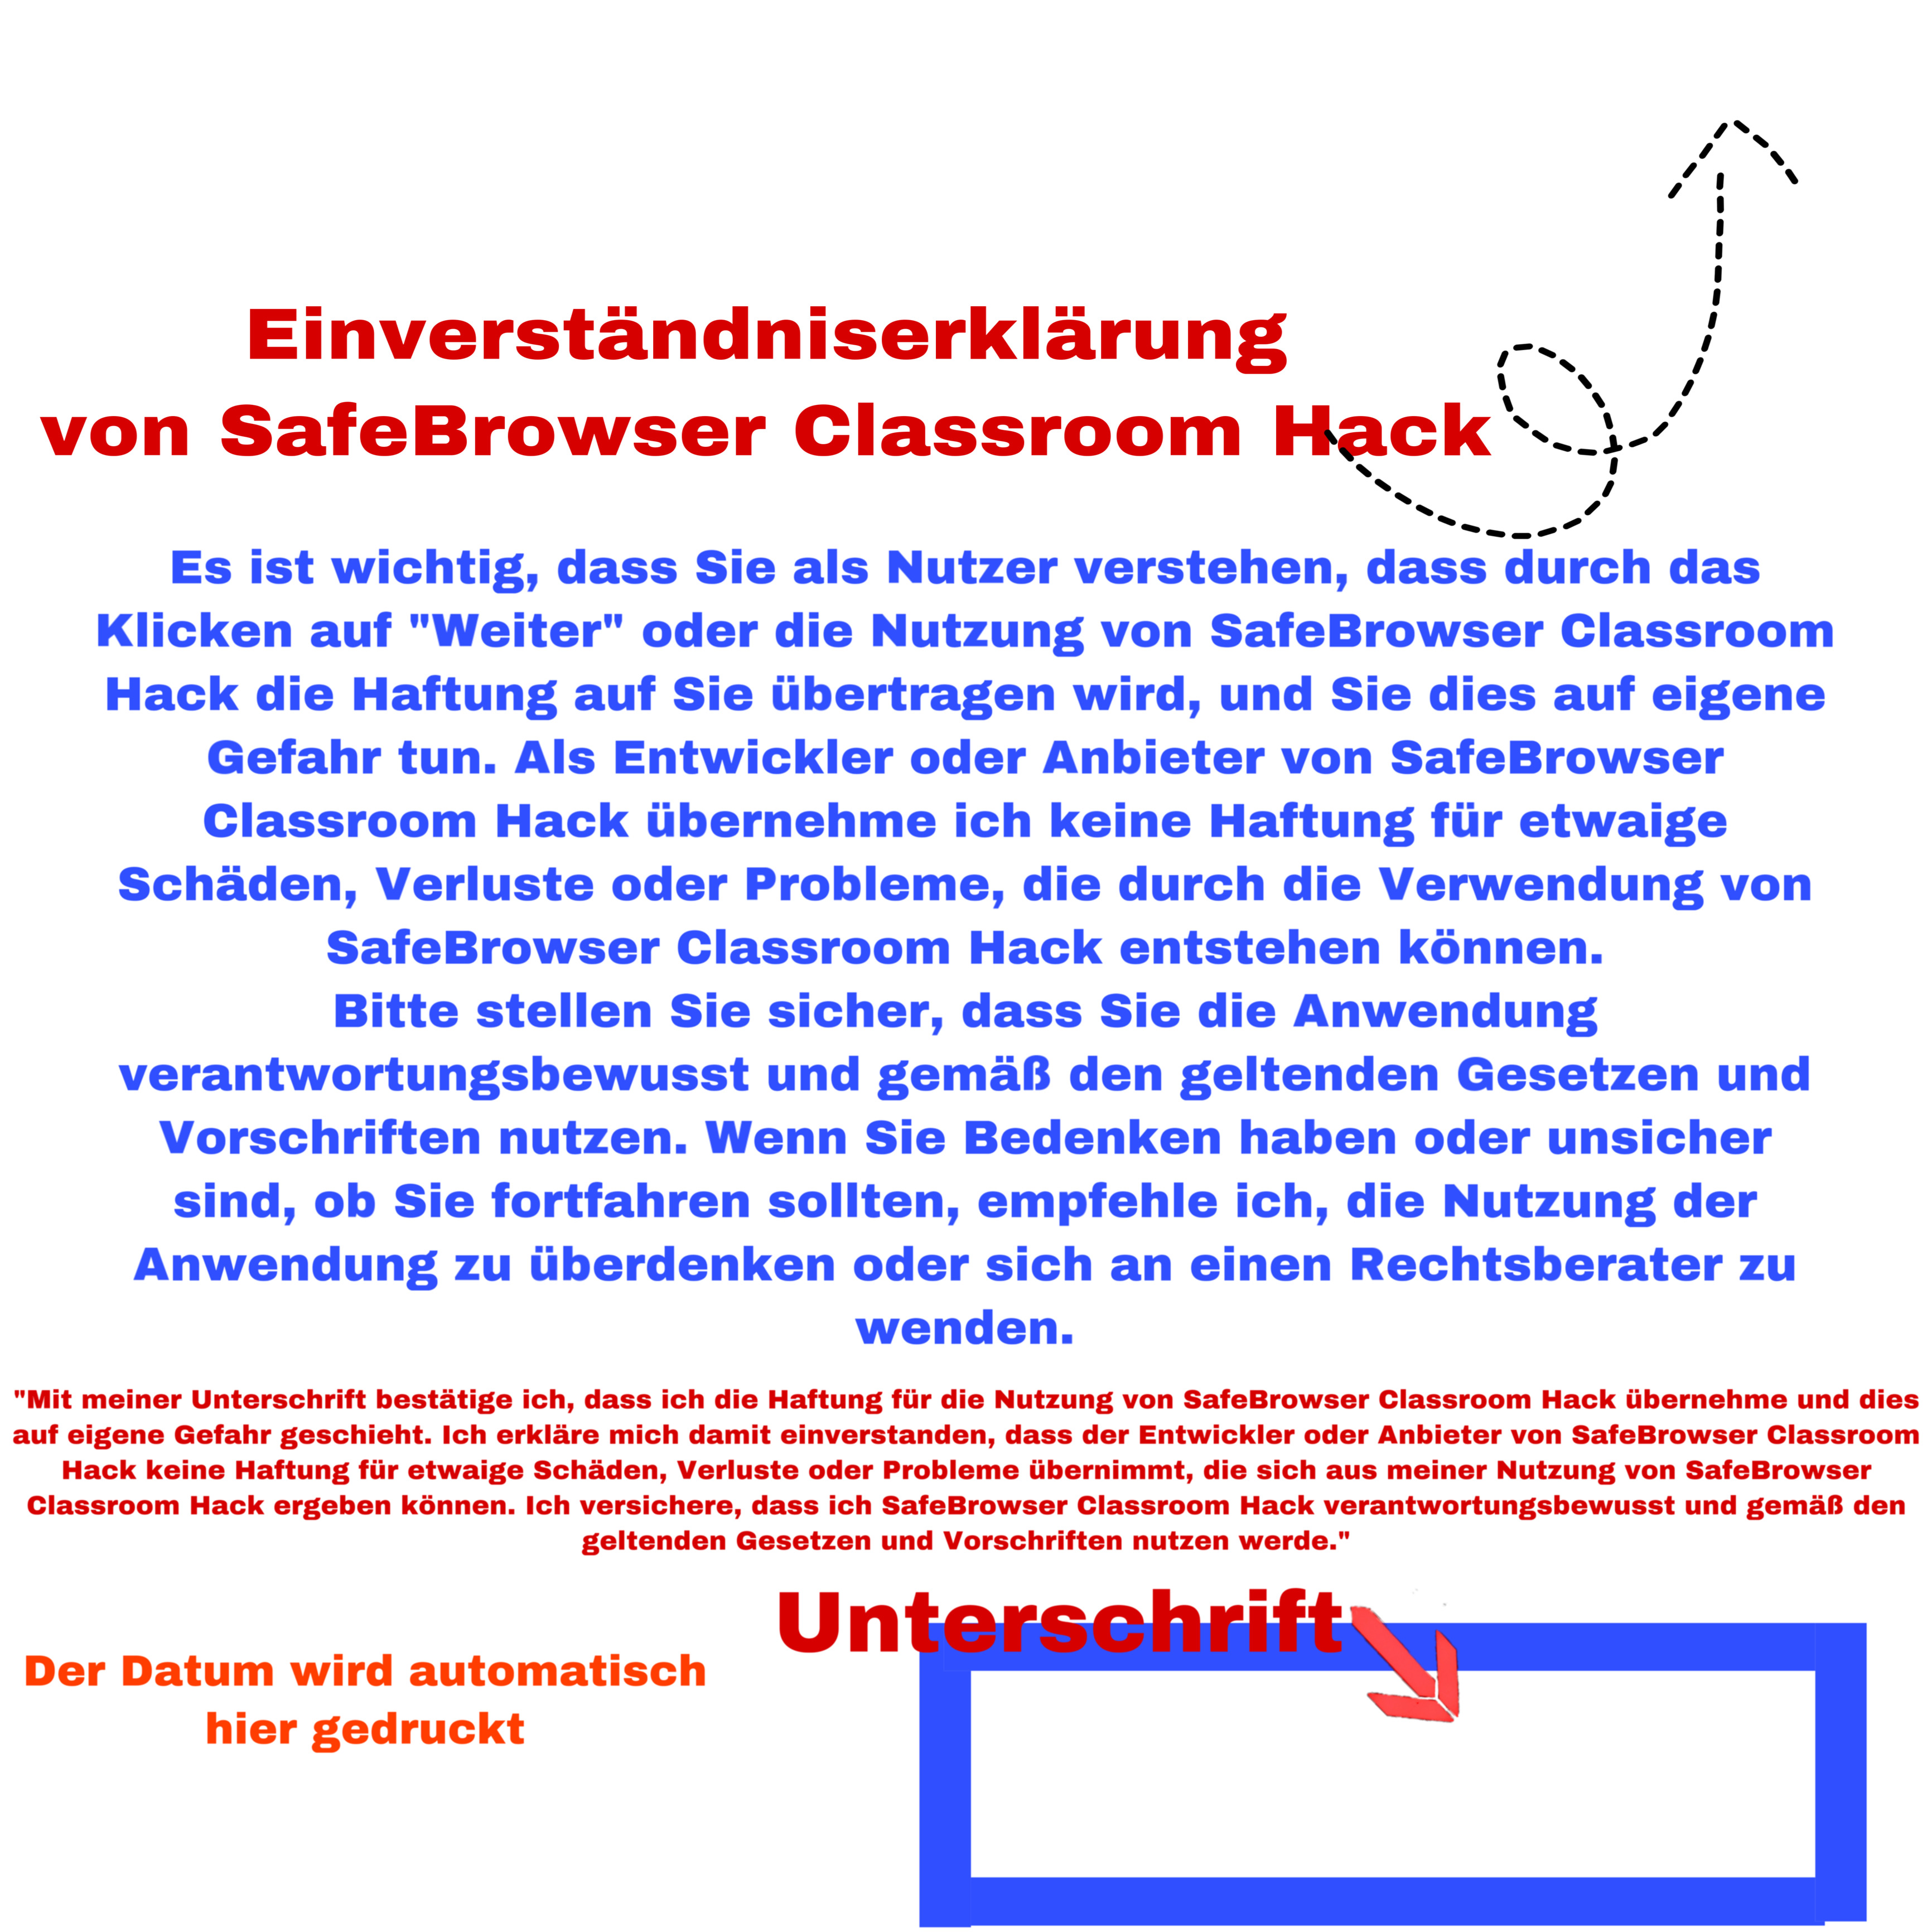 Einverständniserklärung
von SafeBrowser Classroom Hack
Es ist wichtig, dass Sie als Nutzer verstehen, dass durch das
Klicken auf "Weiter" oder die Nutzung von SafeBrowser Classroom
Hack die Haftung auf Sie übertragen wird, und Sie dies auf eigene
Gefahr tun. Als Entwickler oder Anbieter von SafeBrowser
Classroom Hack übernehme ich keine Haftung für etwaige
Schäden, Verluste oder Probleme, die durch die Verwendung von
SafeBrowser Classroom Hack entstehen können.
Bitte stellen Sie sicher, dass Sie die Anwendung
verantwortungsbewusst und gemäß den geltenden Gesetzen und
Vorschriften nutzen. Wenn Sie Bedenken haben oder unsicher
sind, ob Sie fortfahren sollten, empfehle ich, die Nutzung der
Anwendung zu überdenken oder sich an einen Rechtsberater zu
wenden.
"Mit meiner Unterschrift bestätige ich, dass ich die Haftung für die Nutzung von SafeBrowser Classroom Hack übernehme und dies
auf eigene Gefahr geschieht. Ich erkläre mich damit einverstanden, dass der Entwickler oder Anbieter von SafeBrowser Classroom
Hack keine Haftung für etwaige Schäden, Verluste oder Probleme übernimmt, die sich aus meiner Nutzung von SafeBrowser
Classroom Hack ergeben können. Ich versichere, dass ich SafeBrowser Classroom Hack verantwortungsbewusst und gemäß den
geltenden Gesetzen und Vorschriften nutzen werde."
Unterschrift
Der Datum wird automatisch
hier gedruckt